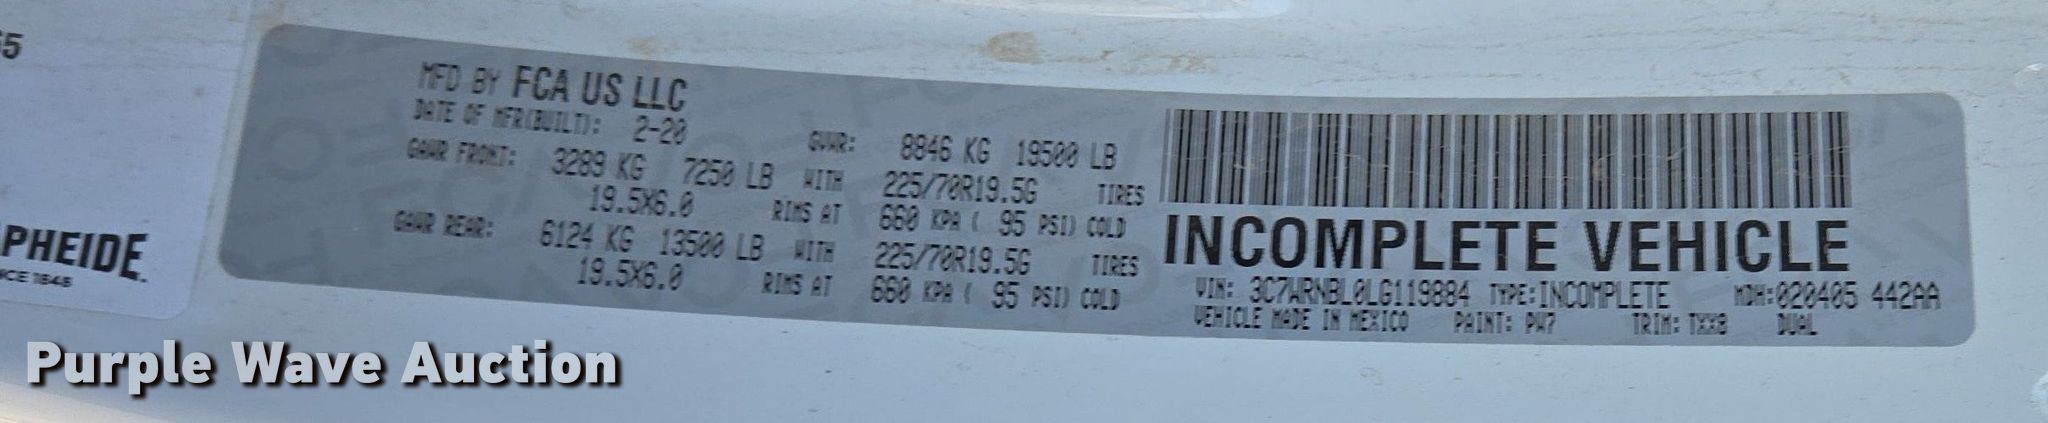 55
PHEIDE.
NCE 1848
MFD BY FCA US LLC
DATE OF MFR(BUILT): 2-20 GVWR: 8846 KG 19500 LB
GAWR FRONT: 3289 KG 7250 LB WITH 225/70R19.5G TIRES
19.5X6.0 RIMS AT 660 KPA ( 95 PSI) COLD
GAWR REAR: 6124 KG 13500 LB WITH 225/70R19.5G TIRES
19.5X6.0 RIMS AT 660 KPA ( 95 PSI) COLD
INCOMPLETE VEHICLE
VIN: 3C7WRNBL0LG119884 TYPE:INCOMPLETE MDH:020405 442AA
VEHICLE MADE IN MEXICO PAINT: PW7 TRIM: TXX8 DUAL
Purple Wave Auction